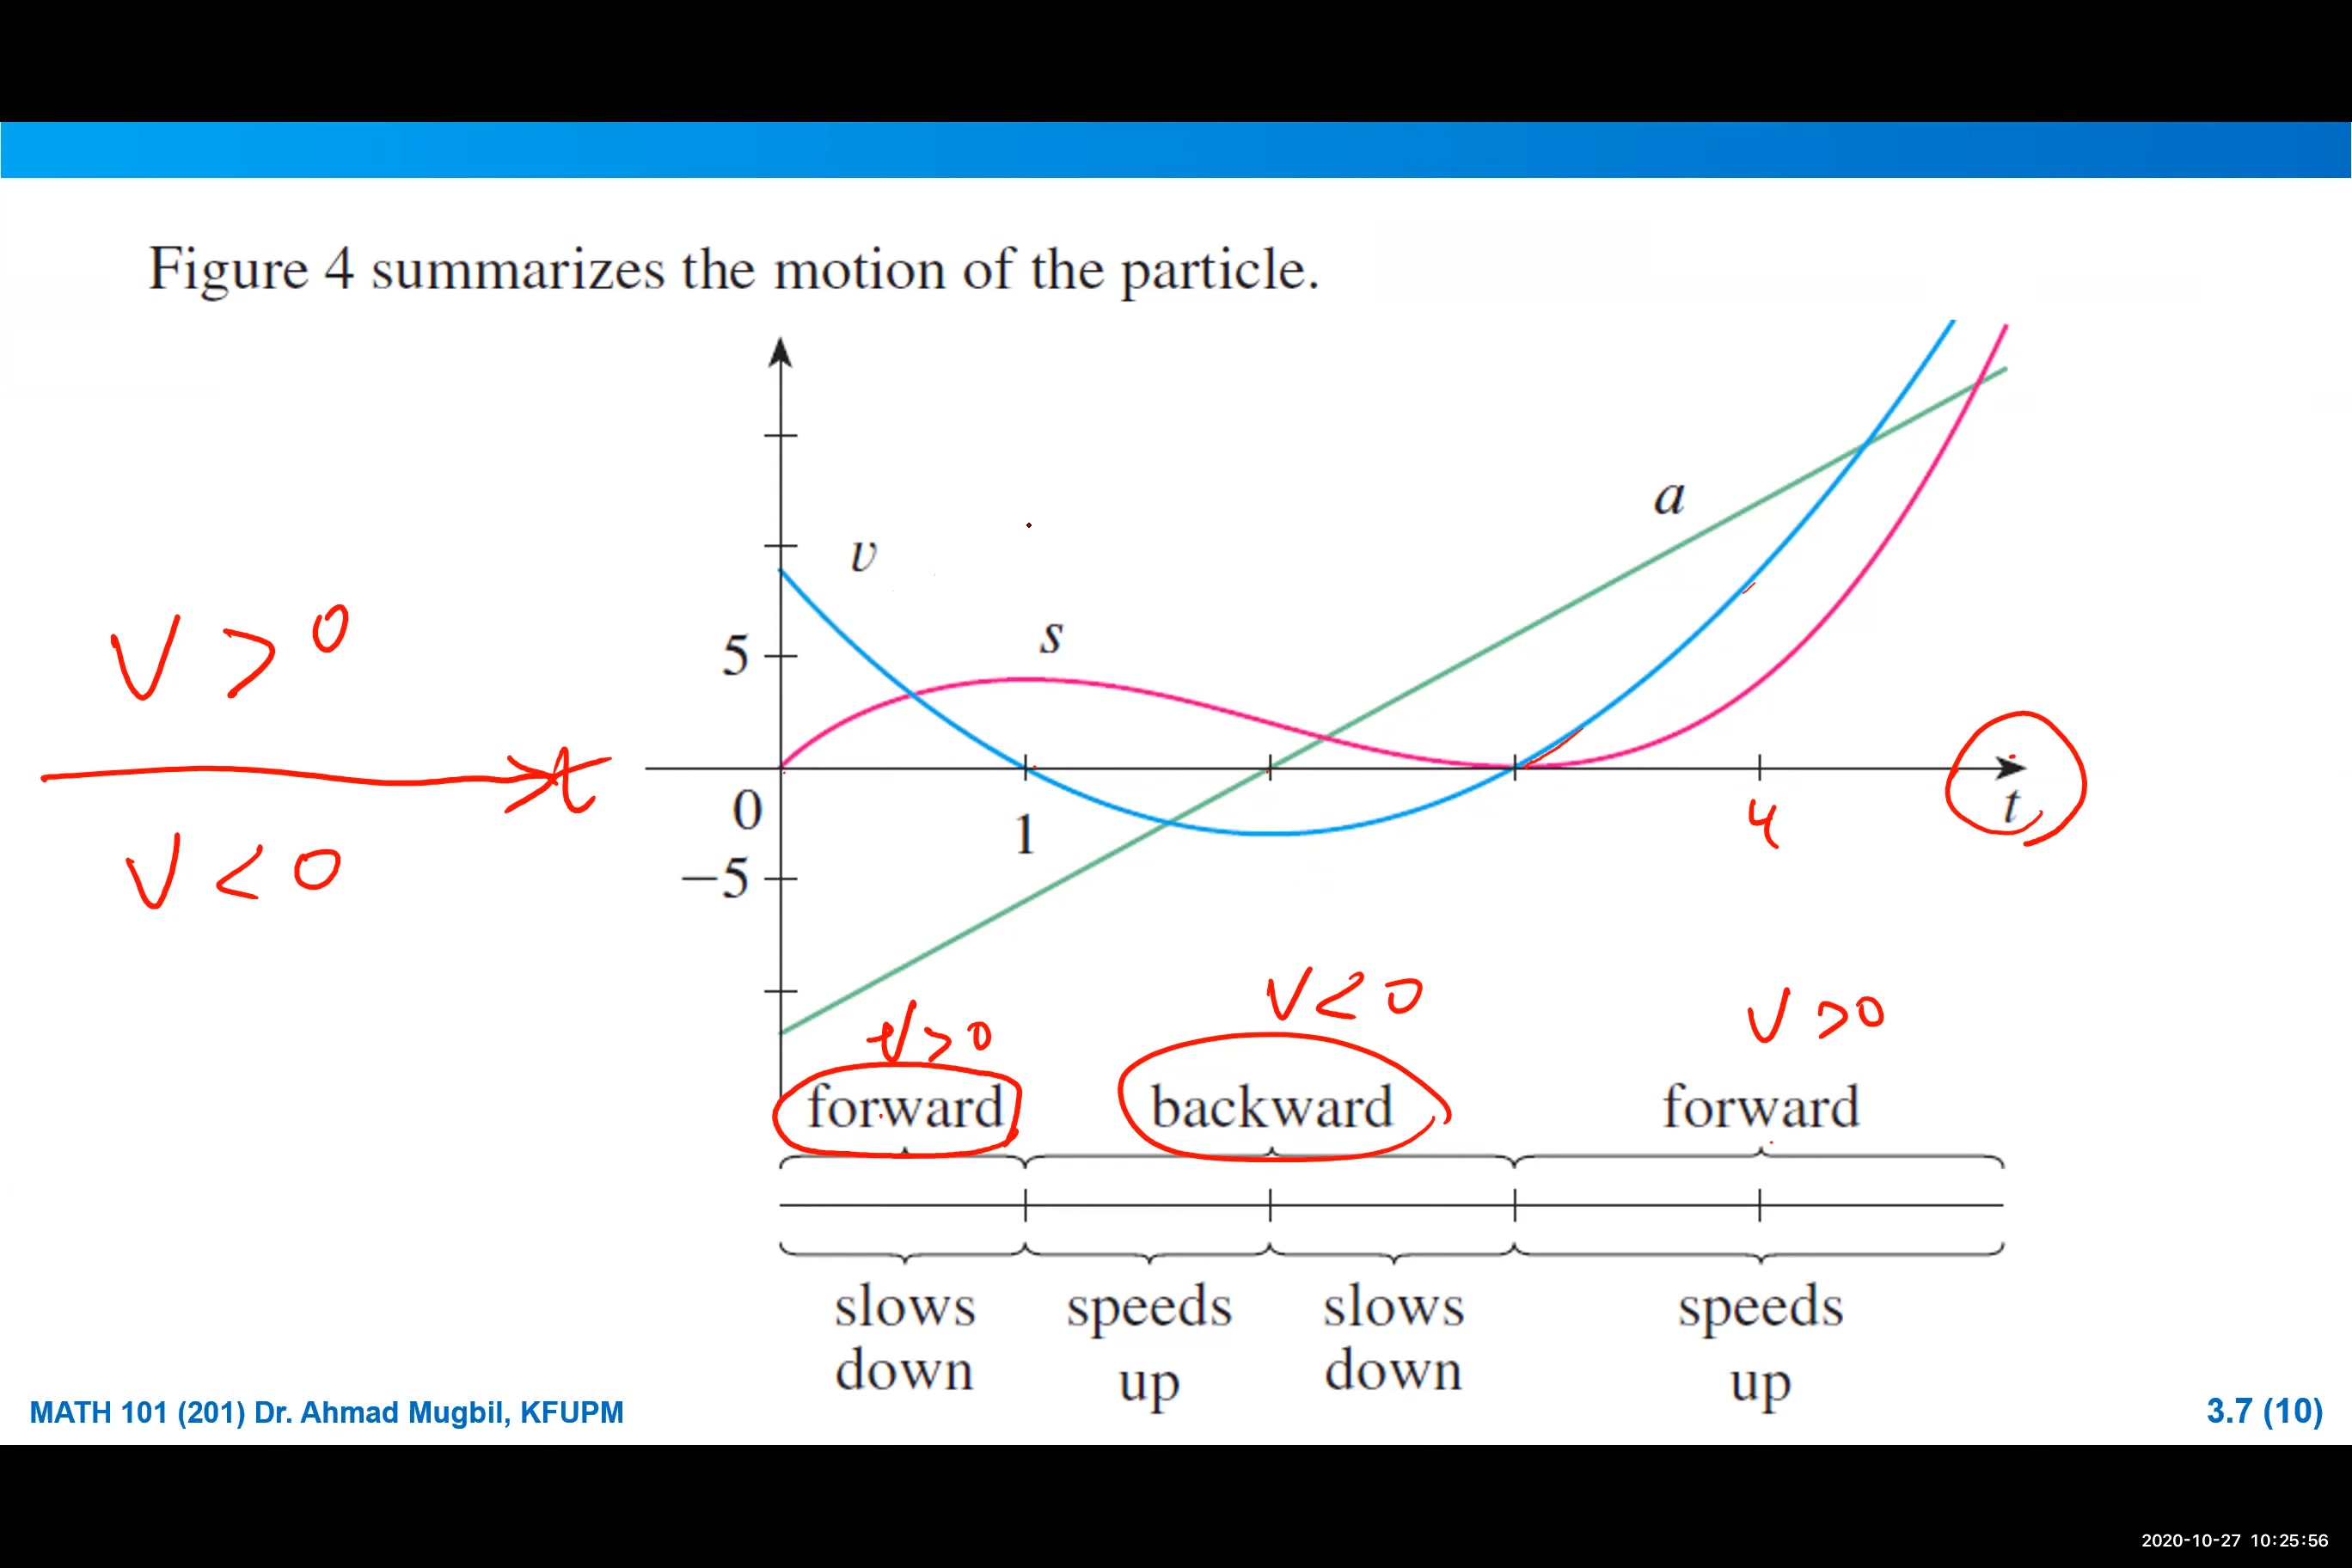 Figure 4 summarizes the motion of the particle.
a
v
s
V > 0
5
t
V < 0
0
1
4
t
−5
V > 0
V < 0
V > 0
forward
backward
forward
slows down
speeds up
slows down
speeds up
MATH 101 (201) Dr. Ahmad Mugbil, KFUPM
3.7 (10)
2020-10-27 10:25:56